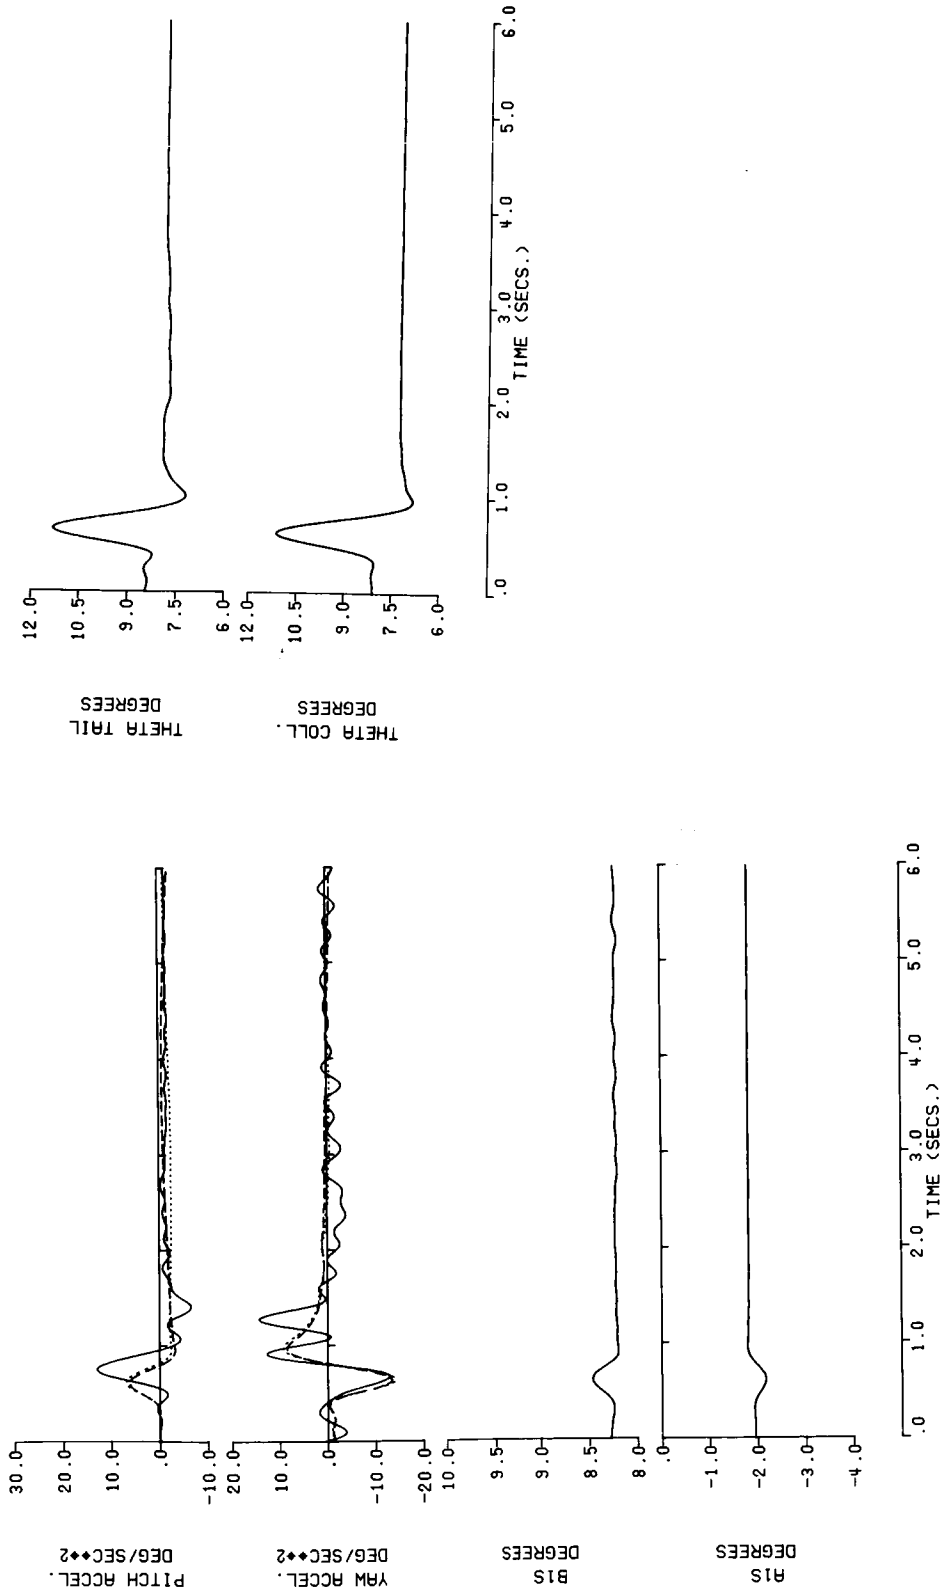 12.0
10.5
9.0
7.5
6.0
THETA TAIL
DEGREES
12.0
10.5
9.0
7.5
6.0
THETA COLL.
DEGREES
.0 1.0 2.0 3.0 4.0 5.0 6.0
TIME (SECS.)
30.0
20.0
10.0
.0
-10.0
PITCH ACCEL.
DEG/SEC♦♦2
20.0
10.0
.0
-10.0
-20.0
YAW ACCEL.
DEG/SEC♦♦2
10.0
9.5
9.0
8.5
8.0
B1S
DEGREES
.0
-1.0
-2.0
-3.0
-4.0
A1S
DEGREES
.0 1.0 2.0 3.0 4.0 5.0 6.0
TIME (SECS.)